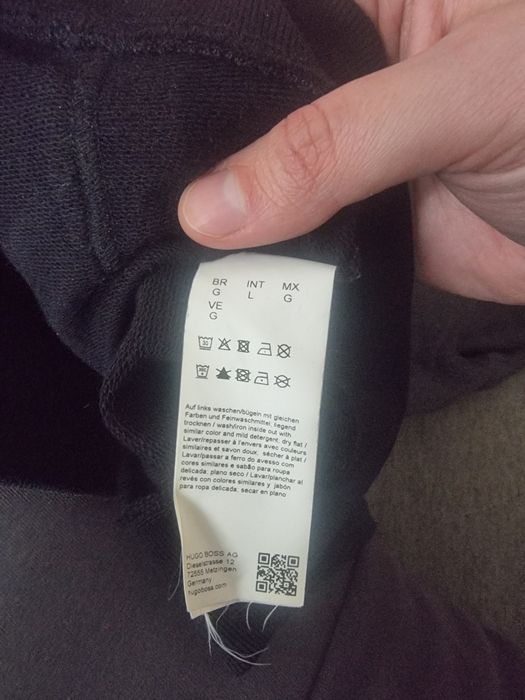 BR INT MX
G L G
VE
G
30
Auf links waschen/bügeln mit gleichen
Farben und Feinwaschmittel, liegend
trocknen / wash/iron inside out with
similar color and mild detergent, dry flat /
Laver/repasser à l'envers avec couleurs
similaires et savon doux, sécher à plat /
Lavar/passar a ferro do avesso com
cores similares e sabão para roupa
delicada; plano seco / Lavar/planchar al
revés con colores similares y jabón
para ropa delicada, secar en plano
HUGO BOSS AG
Dieselstrasse 12
72555 Metzingen
Germany
hugoboss.com